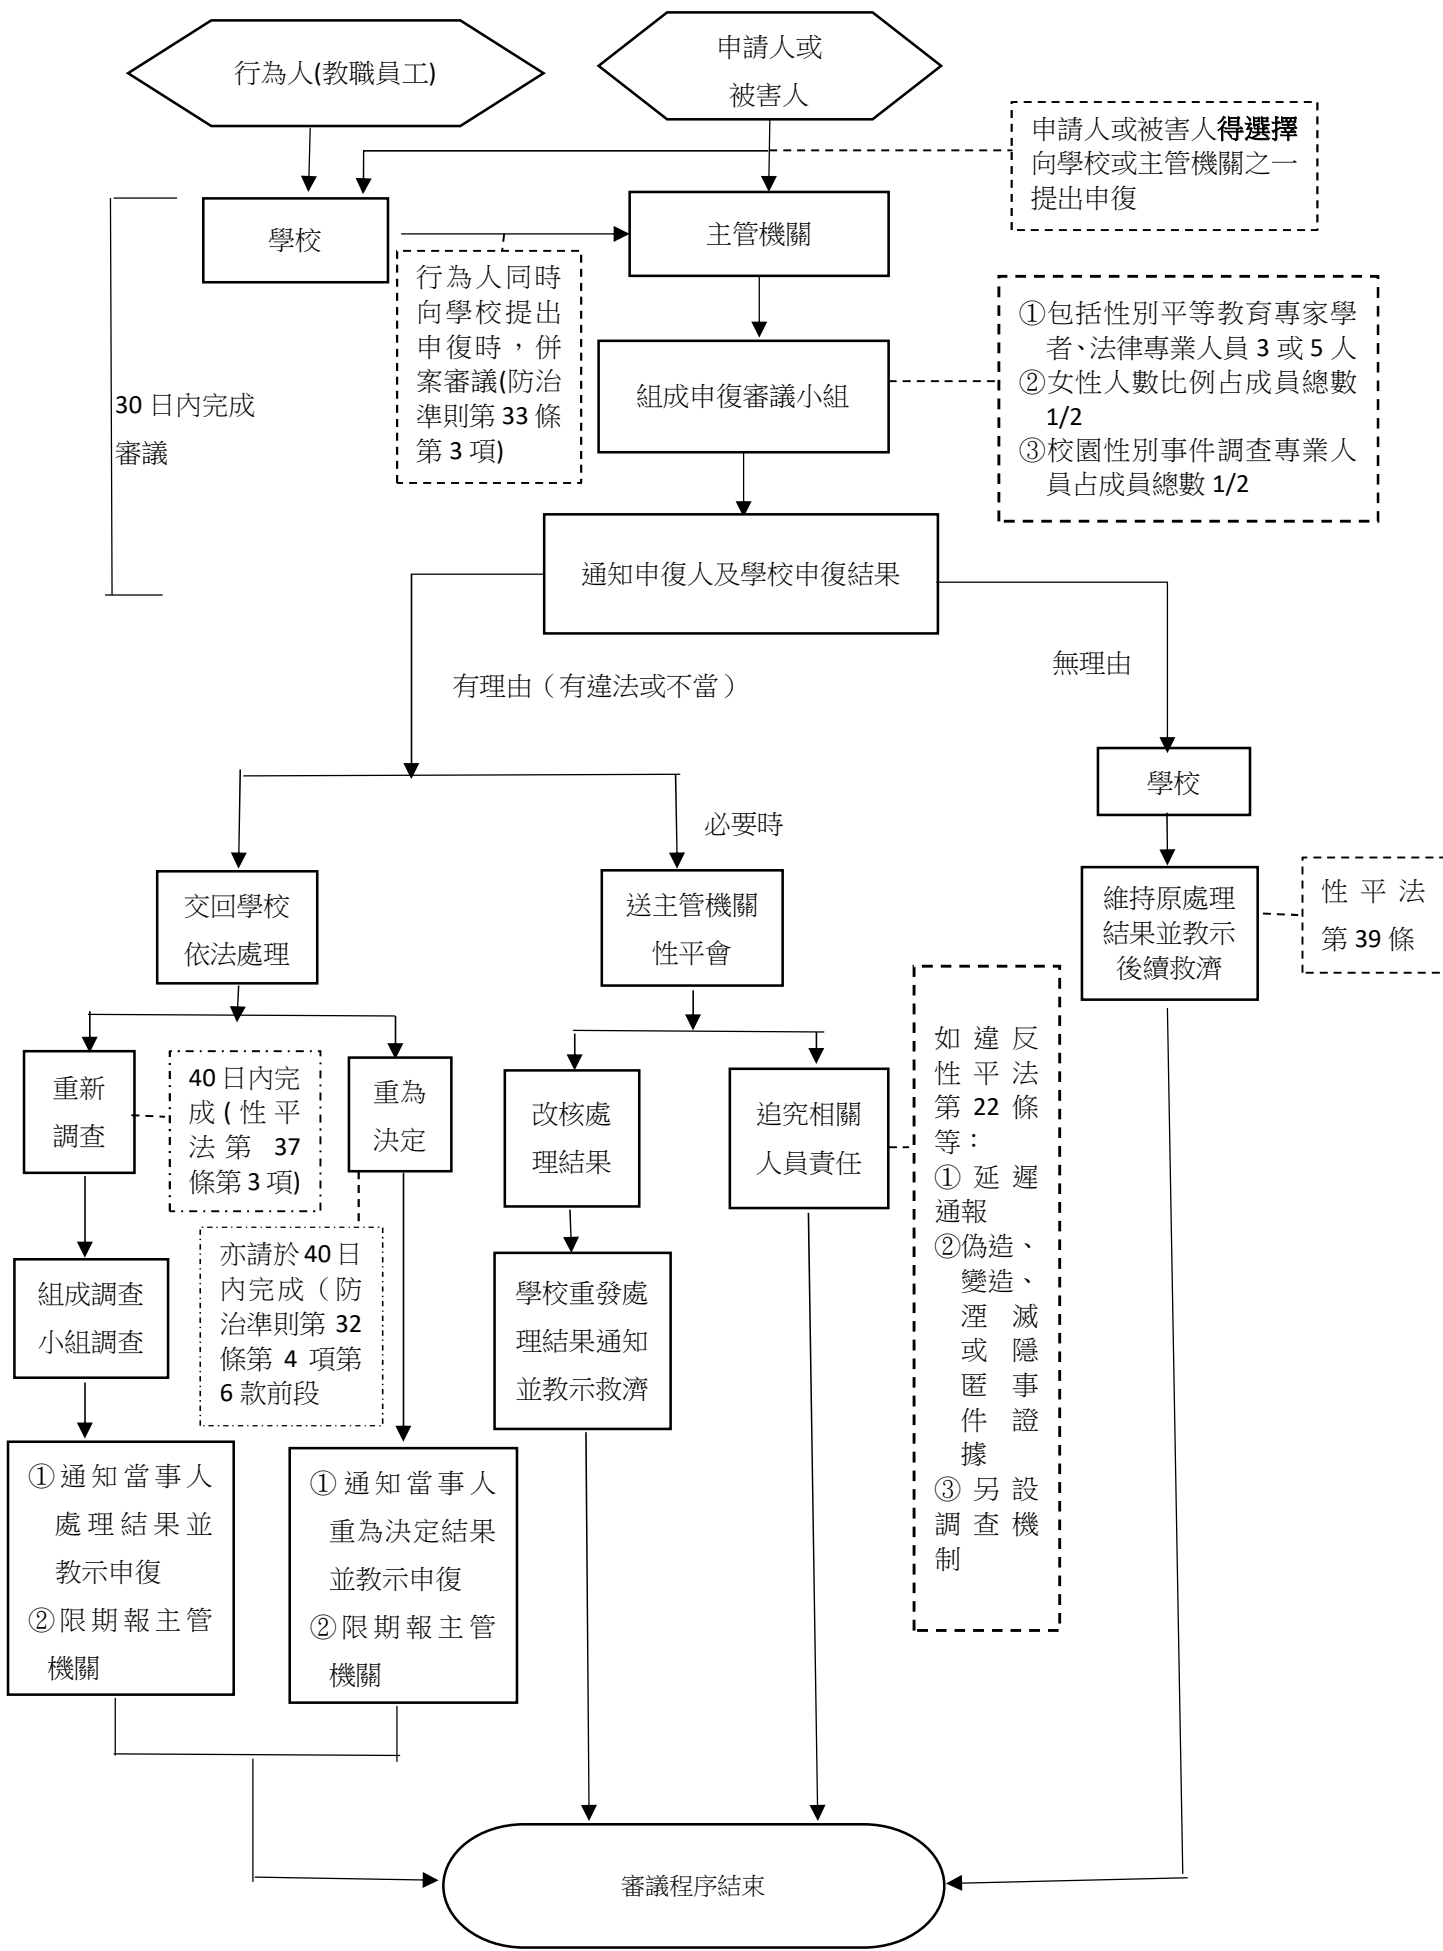 行為人(教職員工)
申請人或
被害人
申請人或被害人得選擇
向學校或主管機關之一
提出申復
學校
主管機關
行為人同時
向學校提出
申復時，併
案審議(防治
準則第 33 條
第 3 項)
①包括性別平等教育專家學
者、法律專業人員 3 或 5 人
②女性人數比例占成員總數
1/2
③校園性別事件調查專業人
員占成員總數 1/2
組成申復審議小組
30 日內完成
審議
通知申復人及學校申復結果
有理由（有違法或不當）
無理由
學校
必要時
交回學校
依法處理
送主管機關
性平會
維持原處理
結果並教示
後續救濟
性平法
第 39 條
重新
調查
40 日內完
成(性平
法第 37
條第 3 項)
重為
決定
改核處
理結果
追究相關
人員責任
如違反
性平法
第 22 條
等：
①延遲
通報
②偽造、
變造、
湮滅
或隱
匿事
件證
據
③另設
調查機
制
亦請於 40 日
內完成（防
治準則第 32
條第 4 項第
6 款前段
組成調查
小組調查
學校重發處
理結果通知
並教示救濟
①通知當事人
處理結果並
教示申復
②限期報主管
機關
①通知當事人
重為決定結果
並教示申復
②限期報主管
機關
審議程序結束